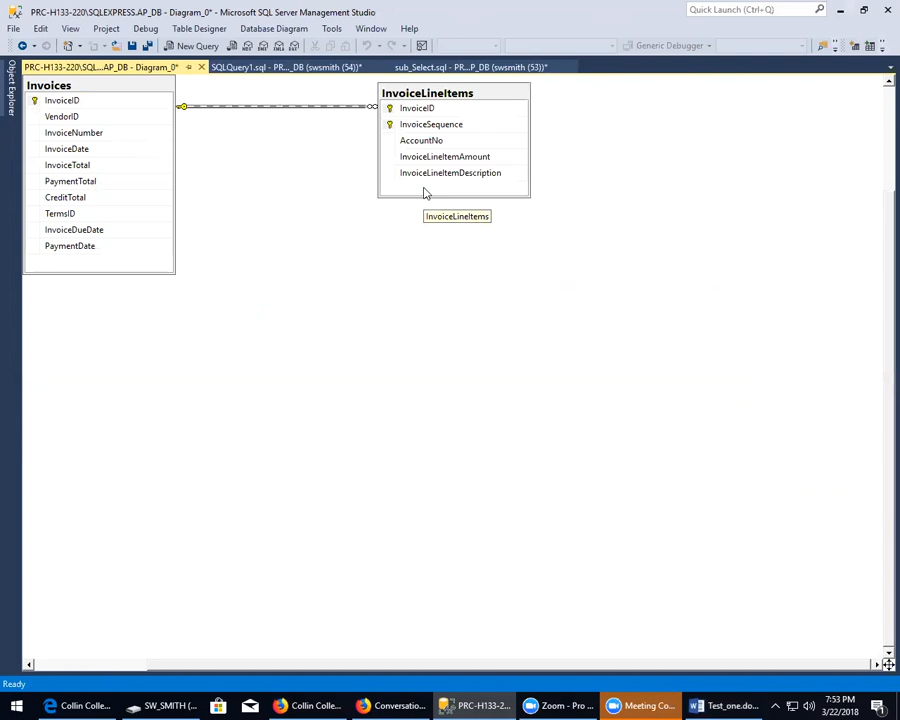 PRC-H133-220\SQLEXPRESS.AP_DB - Diagram_0* - Microsoft SQL Server Management Studio
Quick Launch (Ctrl+Q)
File Edit View Project Debug Table Designer Database Diagram Tools Window Help
New Query
Generic Debugger
Object Explorer
PRC-H133-220\SQL...AP_DB - Diagram_0*
SQLQuery1.sql - PR..._DB (swsmith (54))*
sub_Select.sql - PR...P_DB (swsmith (53))*
Invoices
InvoiceID
VendorID
InvoiceNumber
InvoiceDate
InvoiceTotal
PaymentTotal
CreditTotal
TermsID
InvoiceDueDate
PaymentDate
InvoiceLineItems
InvoiceID
InvoiceSequence
AccountNo
InvoiceLineItemAmount
InvoiceLineItemDescription
InvoiceLineItems
Ready
Collin Colle...
SW_SMITH (...
Collin Colle...
Conversatio...
PRC-H133-2...
Zoom - Pro ...
Meeting Co...
Test_one.do...
7:53 PM
3/22/2018